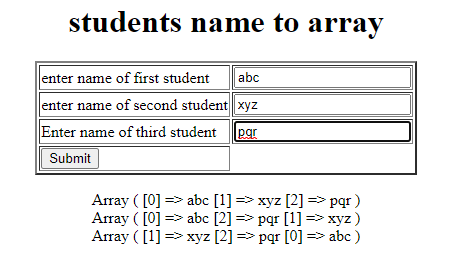 students name to array
enter name of first student abc
enter name of second student xyz
Enter name of third student pqr
Submit
Array ( [0] => abc [1] => xyz [2] => pqr )
Array ( [0] => abc [2] => pqr [1] => xyz )
Array ( [1] => xyz [2] => pqr [0] => abc )